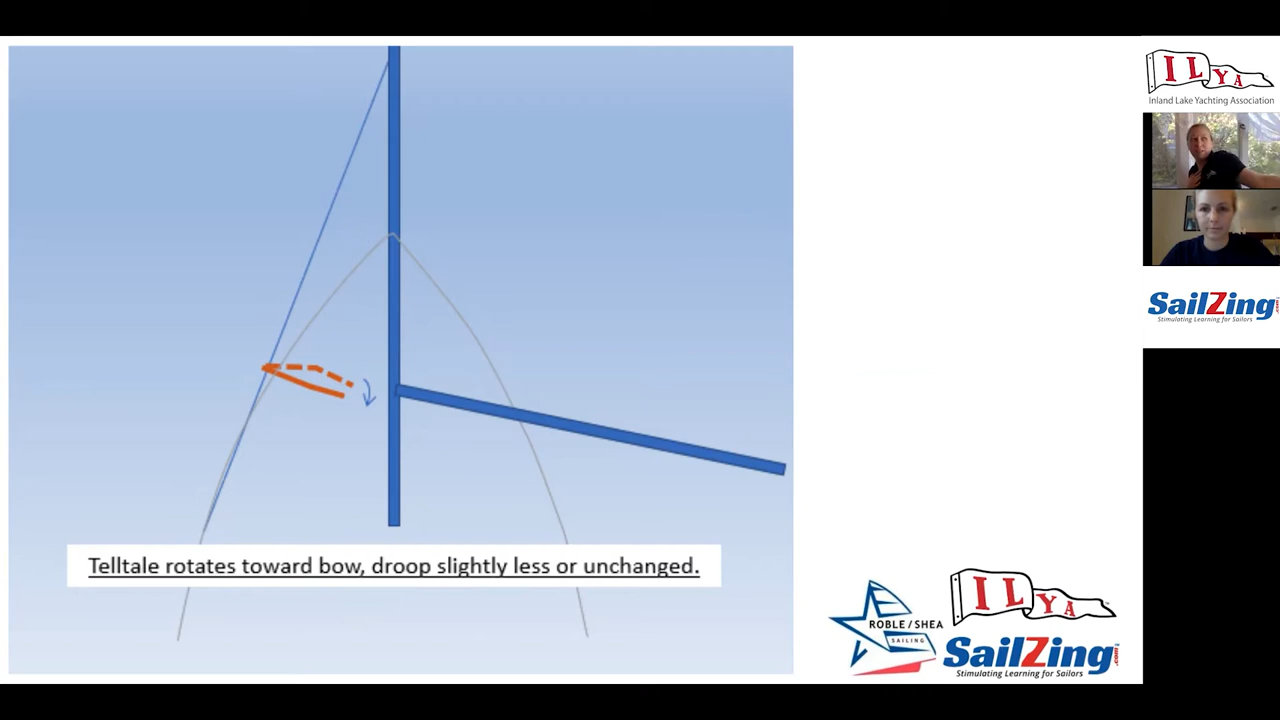 Telltale rotates toward bow, droop slightly less or unchanged.
ILYA
Inland Lake Yachting Association
SailZing
Stimulating Learning for Sailors
ROBLE / SHEA
SAILING
ILYA
SailZing.com
Stimulating Learning for Sailors